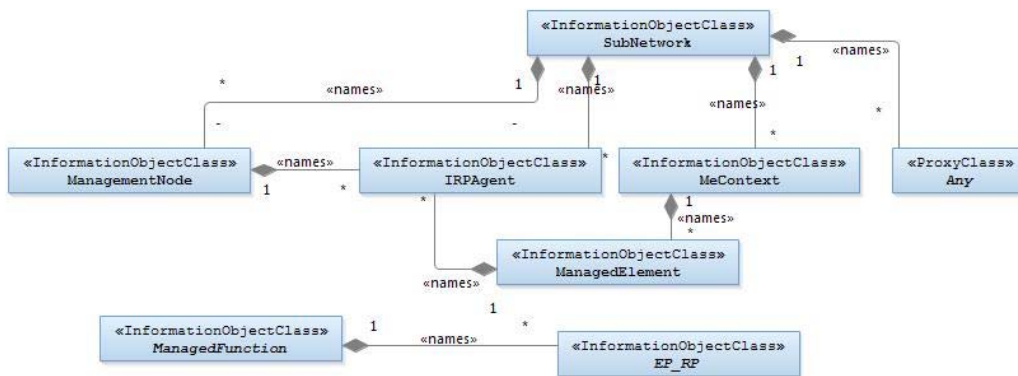 «InformationObjectClass»
SubNetwork
«names»
1
*
1
1
«names»
1
1
«names»
*
«names»
*
-
-
*
*
«InformationObjectClass»
ManagementNode
«names»
1
*
«InformationObjectClass»
IRPAgent
«InformationObjectClass»
MeContext
«ProxyClass»
Any
*
1
«names»
*
«InformationObjectClass»
ManagedElement
«names»
1
«InformationObjectClass»
ManagedFunction
1
*
«names»
«InformationObjectClass»
EP_RP